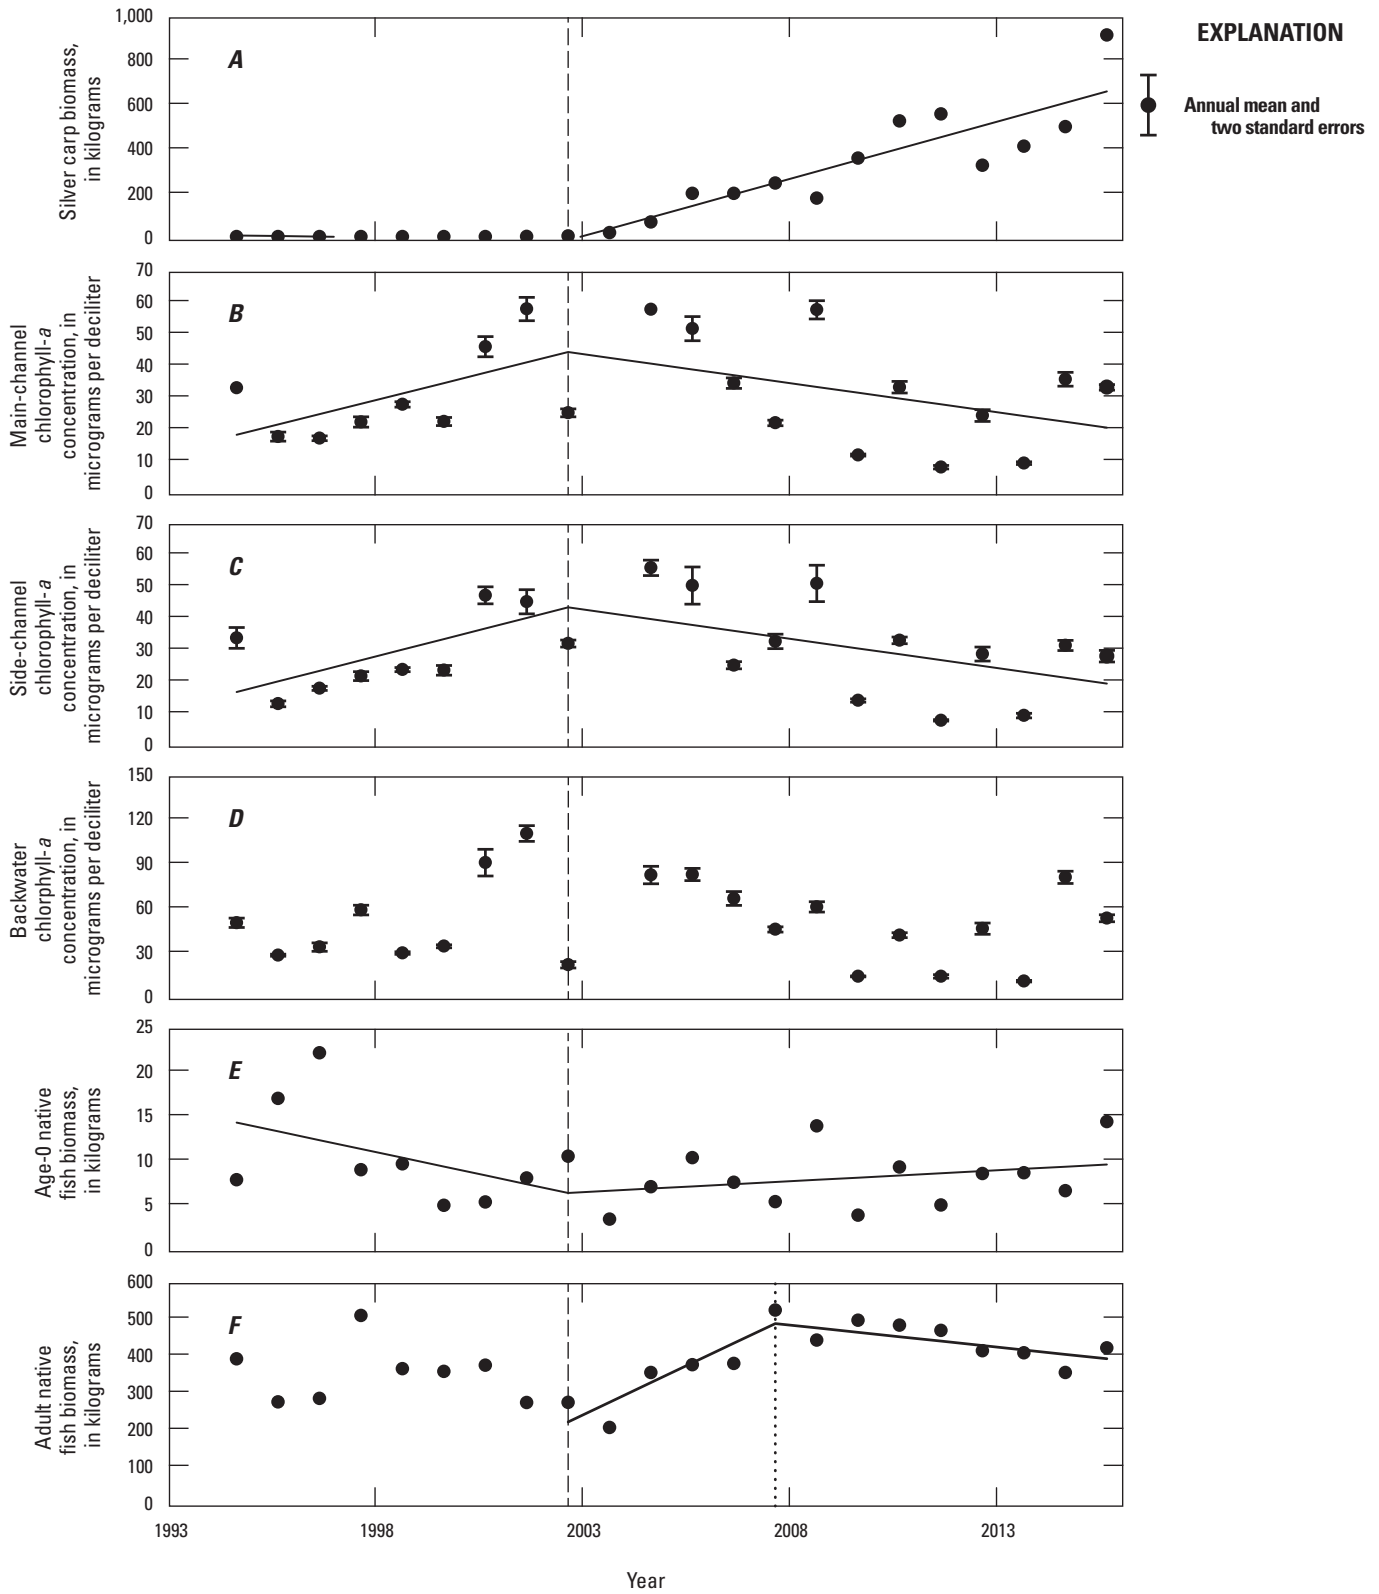 EXPLANATION
Annual mean and
two standard errors
A
Silver carp biomass,
in kilograms
1,000
800
600
400
200
0
B
Main-channel
chlorophyll-a
concentration, in
micrograms per deciliter
70
60
50
40
30
20
10
0
C
Side-channel
chlorophyll-a
concentration, in
micrograms per deciliter
70
60
50
40
30
20
10
0
D
Backwater
chlorphyll-a
concentration, in
micrograms per deciliter
150
120
90
60
30
0
E
Age-0 native
fish biomass,
in kilograms
25
20
15
10
5
0
F
Adult native
fish biomass,
in kilograms
600
500
400
300
200
100
0
1993 1998 2003 2008 2013
Year